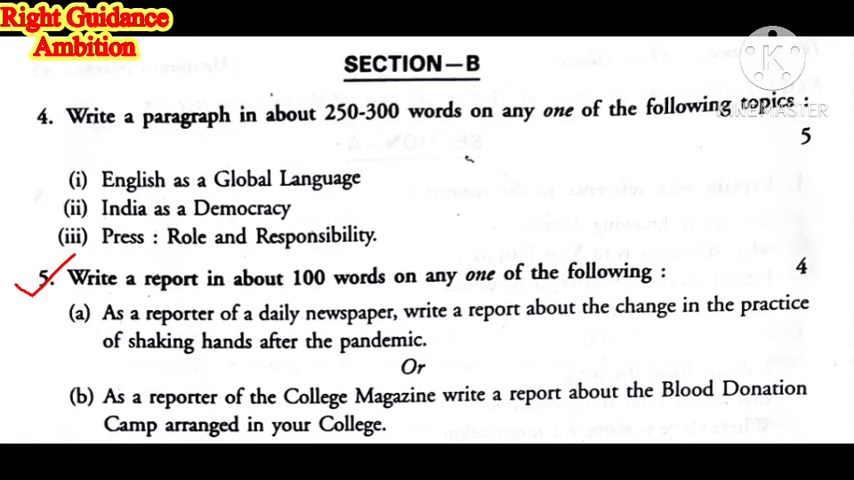 Right Guidance
Ambition
K
KINEMASTER
SECTION—B
4. Write a paragraph in about 250-300 words on any one of the following topics :
5
(i) English as a Global Language
(ii) India as a Democracy
(iii) Press : Role and Responsibility.
5. Write a report in about 100 words on any one of the following : 4
(a) As a reporter of a daily newspaper, write a report about the change in the practice
of shaking hands after the pandemic.
Or
(b) As a reporter of the College Magazine write a report about the Blood Donation
Camp arranged in your College.